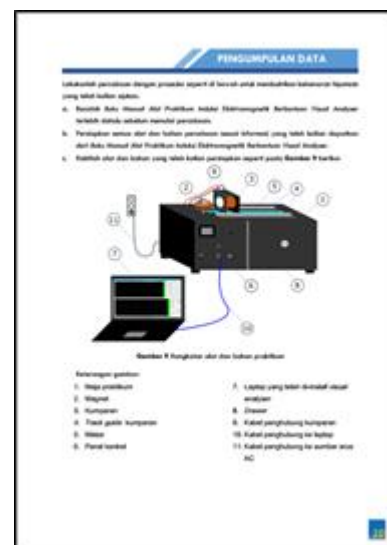 PENGUMPULAN DATA
Lakukanlah percobaan dengan prosedur seperti di bawah untuk membuktikan kebenaran hipotesis
yang telah kalian ajukan.
a. Bacalah Buku Manual Alat Praktikum Induksi Elektromagnetik Berbantuan Visual Analyser
terlebih dahulu sebelum memulai percobaan.
b. Persiapkan semua alat dan bahan percobaan sesuai informasi yang telah kalian dapatkan
dari Buku Manual Alat Praktikum Induksi Elektromagnetik Berbantuan Visual Analyser.
c. Rakitlah alat dan bahan yang telah kalian persiapkan seperti pada Gambar 9 berikut.
Gambar 9 Rangkaian alat dan bahan praktikum
Keterangan gambar:
1. Meja praktikum
2. Magnet
3. Kumparan
4. Track guide kumparan
5. Motor
6. Panel kontrol
7. Laptop yang telah di-install visual
analyser
8. Drawer
9. Kabel penghubung kumparan
10. Kabel penghubung ke laptop
11. Kabel penghubung ke sumber arus
AC